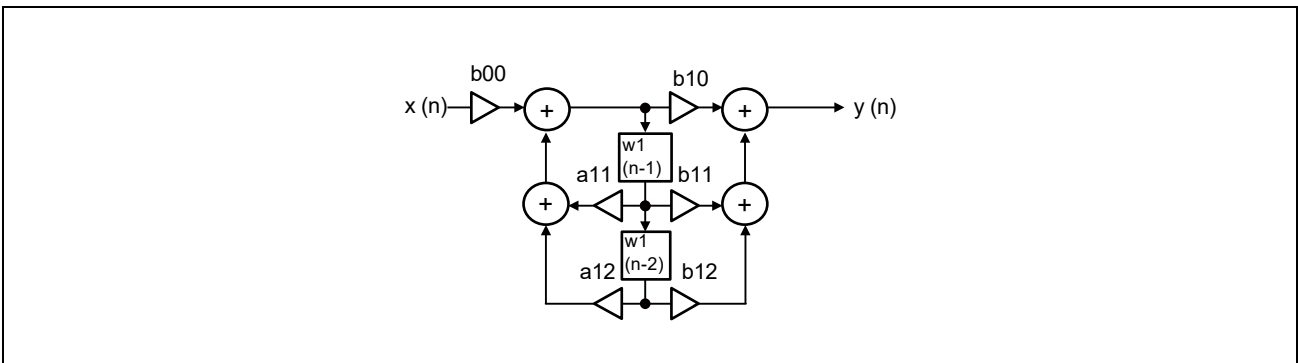 b00
b10
x (n)
y (n)
+
+
w1
(n-1)
a11
b11
+
+
w1
(n-2)
a12
b12